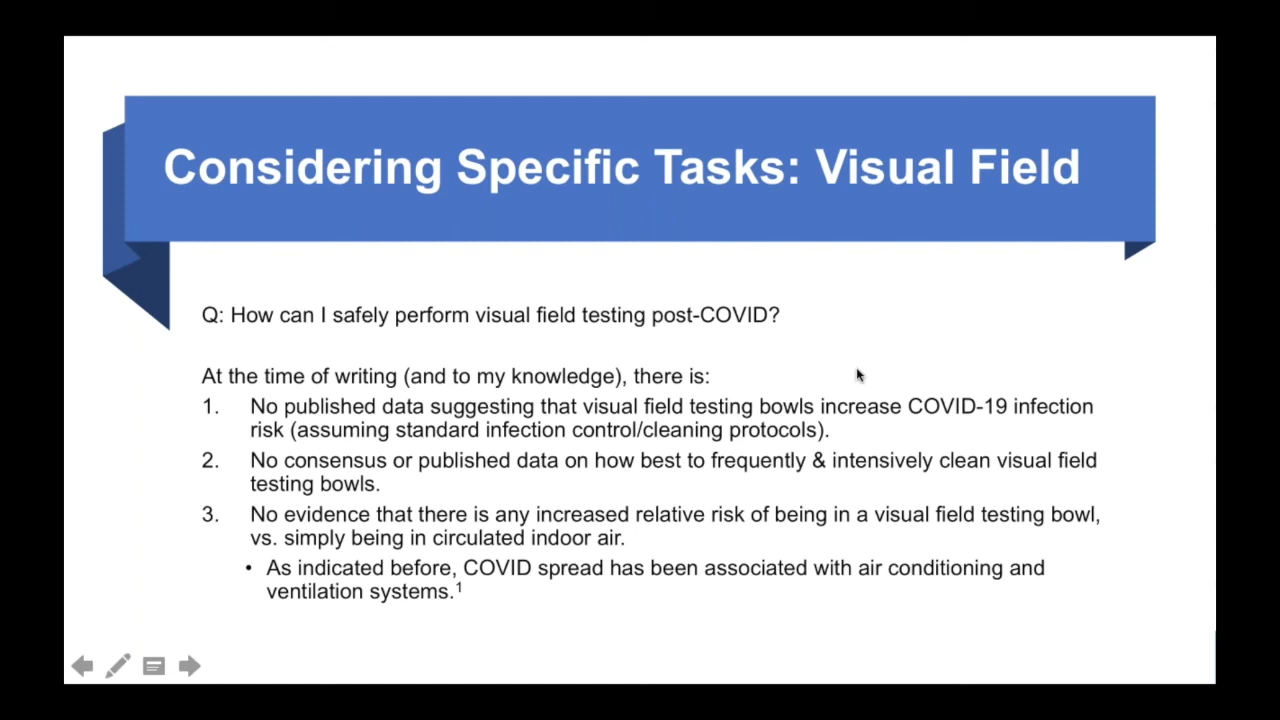 Considering Specific Tasks: Visual Field
Q: How can I safely perform visual field testing post-COVID?
At the time of writing (and to my knowledge), there is:
1. No published data suggesting that visual field testing bowls increase COVID-19 infection
risk (assuming standard infection control/cleaning protocols).
2. No consensus or published data on how best to frequently & intensively clean visual field
testing bowls.
3. No evidence that there is any increased relative risk of being in a visual field testing bowl,
vs. simply being in circulated indoor air.
• As indicated before, COVID spread has been associated with air conditioning and
ventilation systems.¹